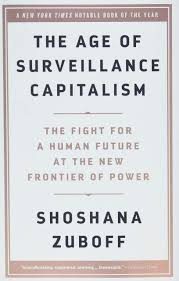 A NEW YORK TIMES NOTABLE BOOK OF THE YEAR
THE AGE OF
SURVEILLANCE
CAPITALISM
THE FIGHT FOR
A HUMAN FUTURE
AT THE NEW
FRONTIER OF POWER
SHOSHANA
ZUBOFF